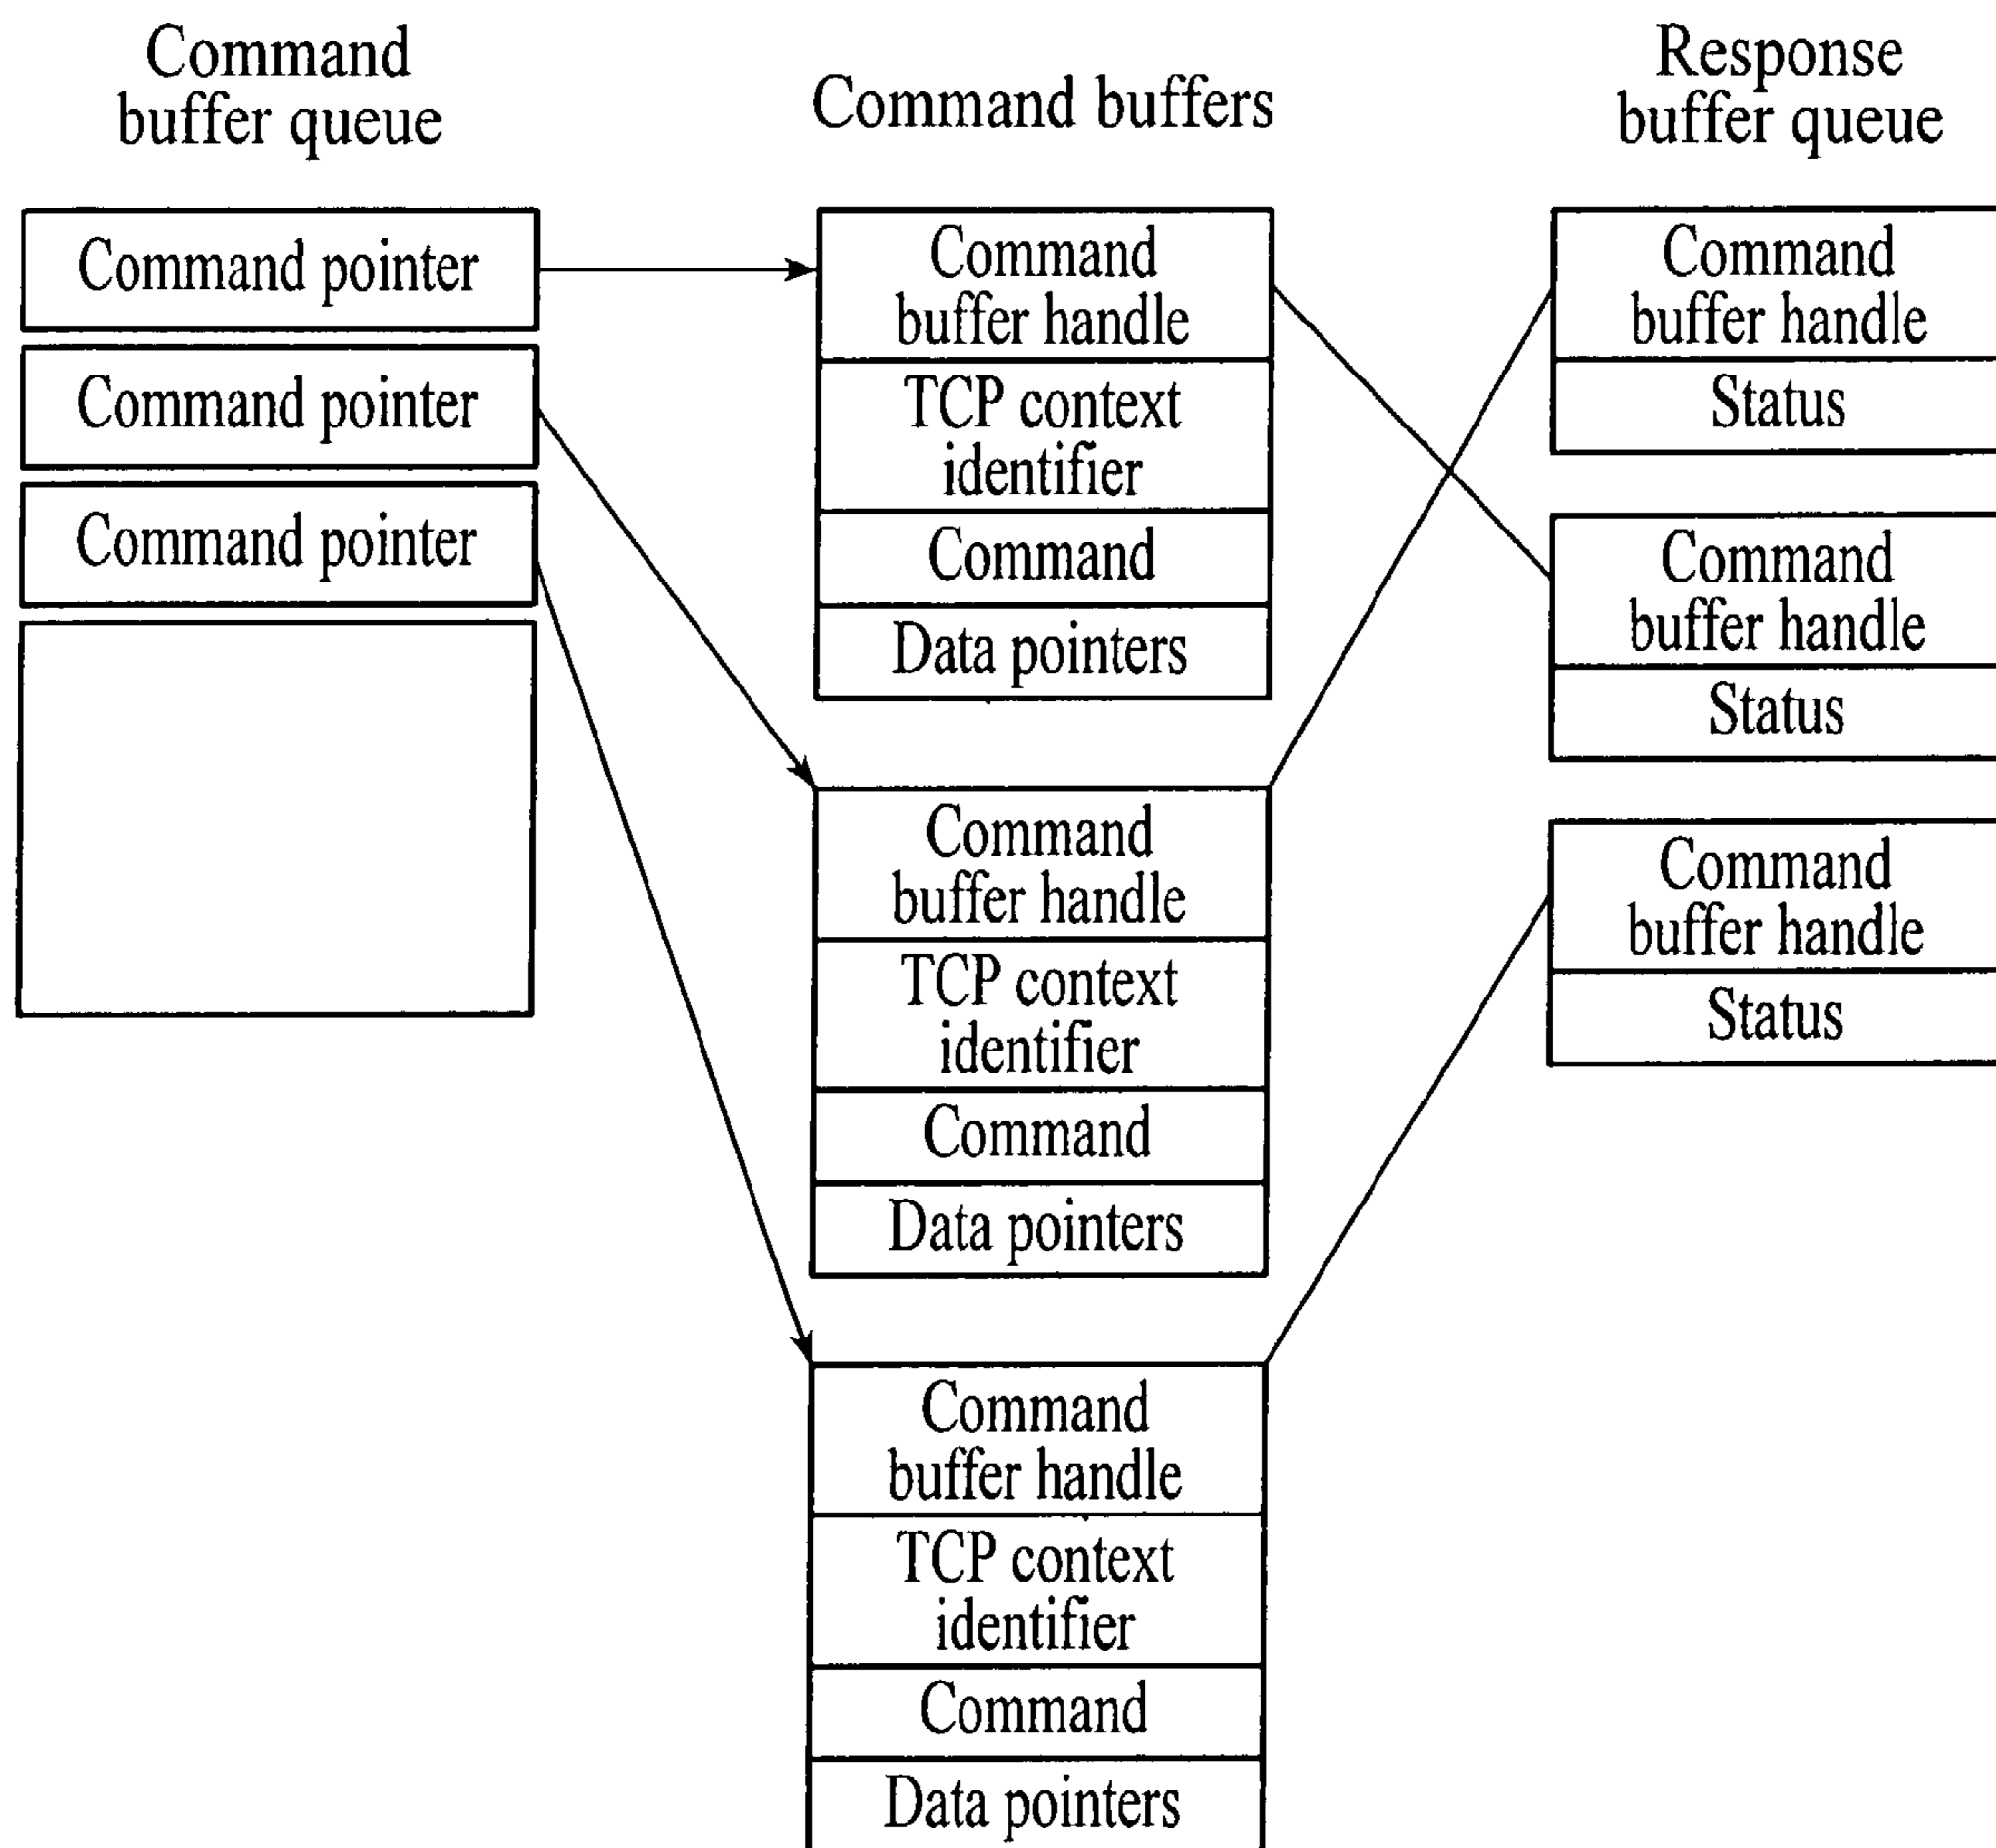 Command
buffer queue
Command pointer
Command pointer
Command pointer
Command buffers
Command
buffer handle
TCP context
identifier
Command
Data pointers
Command
buffer handle
TCP context
identifier
Command
Data pointers
Command
buffer handle
TCP context
identifier
Command
Data pointers
Response
buffer queue
Command
buffer handle
Status
Command
buffer handle
Status
Command
buffer handle
Status